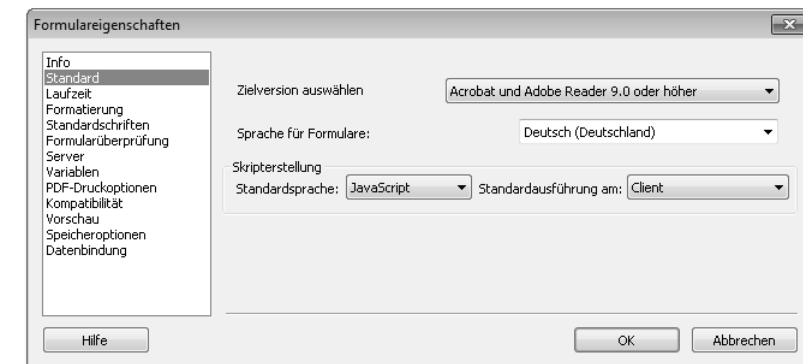 Formulareigenschaften
Info
Standard
Laufzeit
Formatierung
Standardschriften
Formularüberprüfung
Server
Variablen
PDF-Druckoptionen
Kompatibilität
Vorschau
Speicheroptionen
Datenbindung
Zielversion auswählen Acrobat und Adobe Reader 9.0 oder höher
Sprache für Formulare: Deutsch (Deutschland)
Skripterstellung
Standardsprache: JavaScript Standardausführung am: Client
Hilfe OK Abbrechen